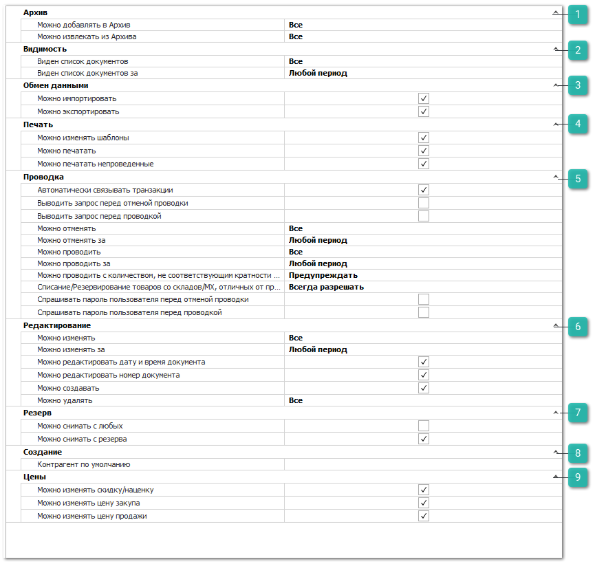 Архив 1
Можно добавлять в Архив Все
Можно извлекать из Архива Все
Видимость 2
Виден список документов Все
Виден список документов за Любой период
Обмен данными 3
Можно импортировать
Можно экспортировать
Печать 4
Можно изменять шаблоны
Можно печатать
Можно печатать непроведенные
Проводка 5
Автоматически связывать транзакции
Выводить запрос перед отменой проводки
Выводить запрос перед проводкой
Можно отменять Все
Можно отменять за Любой период
Можно проводить Все
Можно проводить за Любой период
Можно проводить с количеством, не соответствующим кратности ... Предупреждать
Списание/Резервирование товаров со складов/МХ, отличных от пр... Всегда разрешать
Спрашивать пароль пользователя перед отменой проводки
Спрашивать пароль пользователя перед проводкой
Редактирование 6
Можно изменять Все
Можно изменять за Любой период
Можно редактировать дату и время документа
Можно редактировать номер документа
Можно создавать
Можно удалять Все
Резерв 7
Можно снимать с любых
Можно снимать с резерва
Создание 8
Контрагент по умолчанию
Цены 9
Можно изменять скидку/наценку
Можно изменять цену закупа
Можно изменять цену продажи